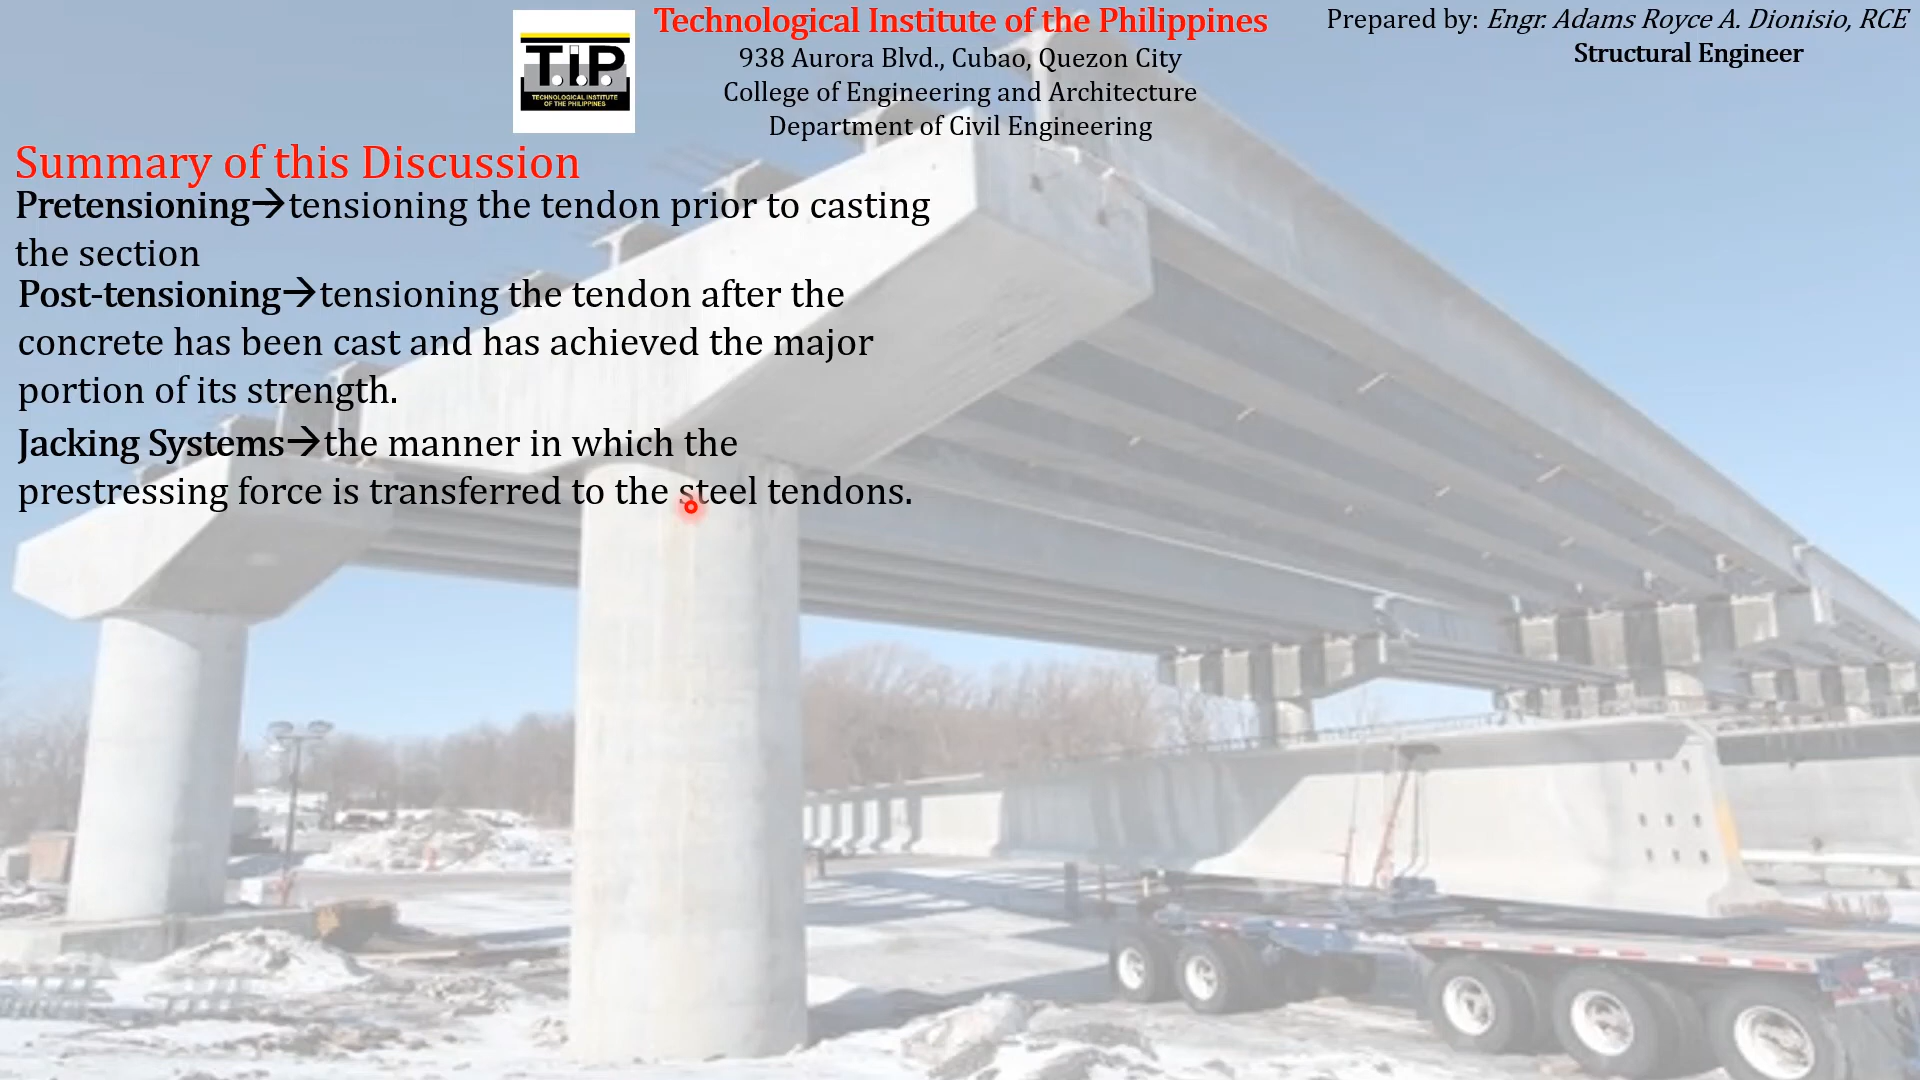 T.I.P.
TECHNOLOGICAL INSTITUTE
OF THE PHILIPPINES
Technological Institute of the Philippines
938 Aurora Blvd., Cubao, Quezon City
College of Engineering and Architecture
Department of Civil Engineering
Prepared by: Engr. Adams Royce A. Dionisio, RCE
Structural Engineer
Summary of this Discussion
Pretensioning→tensioning the tendon prior to casting
the section
Post-tensioning→tensioning the tendon after the
concrete has been cast and has achieved the major
portion of its strength.
Jacking Systems→the manner in which the
prestressing force is transferred to the steel tendons.